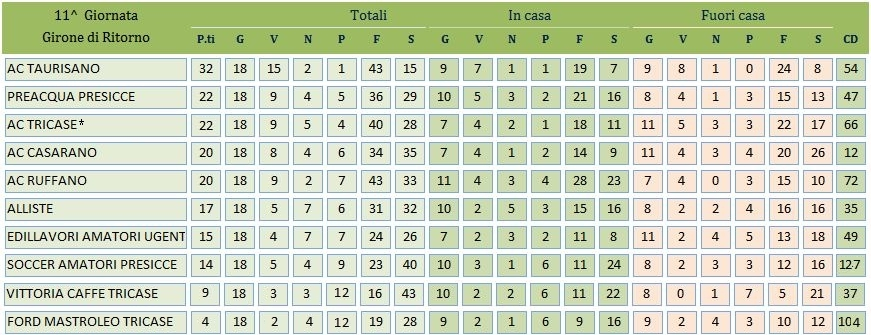 11^ Giornata Totali In casa Fuori casa
Girone di Ritorno P.ti G V N P F S G V N P F S G V N P F S CD
AC TAURISANO 32 18 15 2 1 43 15 9 7 1 1 19 7 9 8 1 0 24 8 54
PREACQUA PRESICCE 22 18 9 4 5 36 29 10 5 3 2 21 16 8 4 1 3 15 13 47
AC TRICASE* 22 18 9 5 4 40 28 7 4 2 1 18 11 11 5 3 3 22 17 66
AC CASARANO 20 18 8 4 6 34 35 7 4 1 2 14 9 11 4 3 4 20 26 12
AC RUFFANO 20 18 9 2 7 43 33 11 4 3 4 28 23 7 4 0 3 15 10 72
ALLISTE 17 18 5 7 6 31 32 10 2 5 3 15 16 8 2 2 4 16 16 35
EDILLAVORI AMATORI UGENT 15 18 4 7 7 24 26 7 2 3 2 11 8 11 2 4 5 13 18 49
SOCCER AMATORI PRESICCE 14 18 5 4 9 23 40 10 3 1 6 11 24 8 2 3 3 12 16 127
VITTORIA CAFFE TRICASE 9 18 3 3 12 16 43 10 2 2 6 11 22 8 0 1 7 5 21 37
FORD MASTROLEO TRICASE 4 18 2 4 12 19 28 9 2 4 3 9 16 9 2 4 3 10 12 104